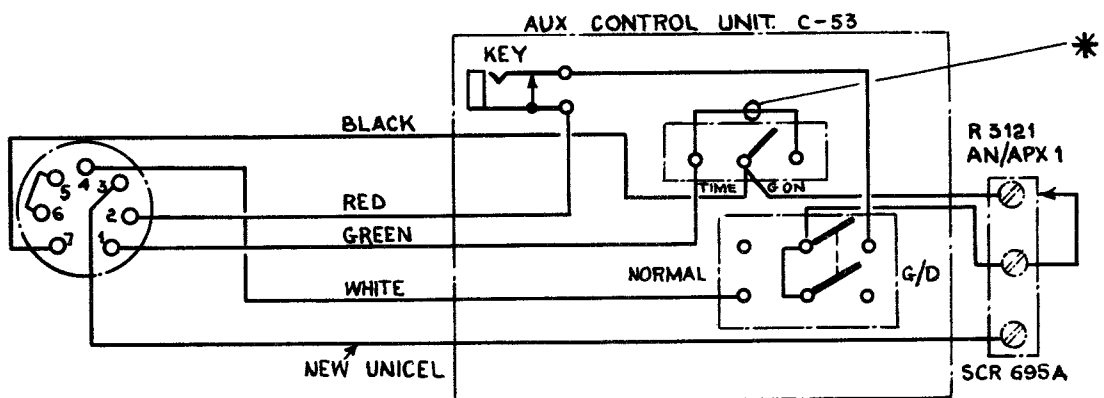 AUX CONTROL UNIT. C-53
*
KEY
BLACK
R 3121
AN/APX 1
5 4 3
TIME G ON
6 2
RED
7 1
GREEN
NORMAL G/D
WHITE
NEW UNICEL
SCR 695A